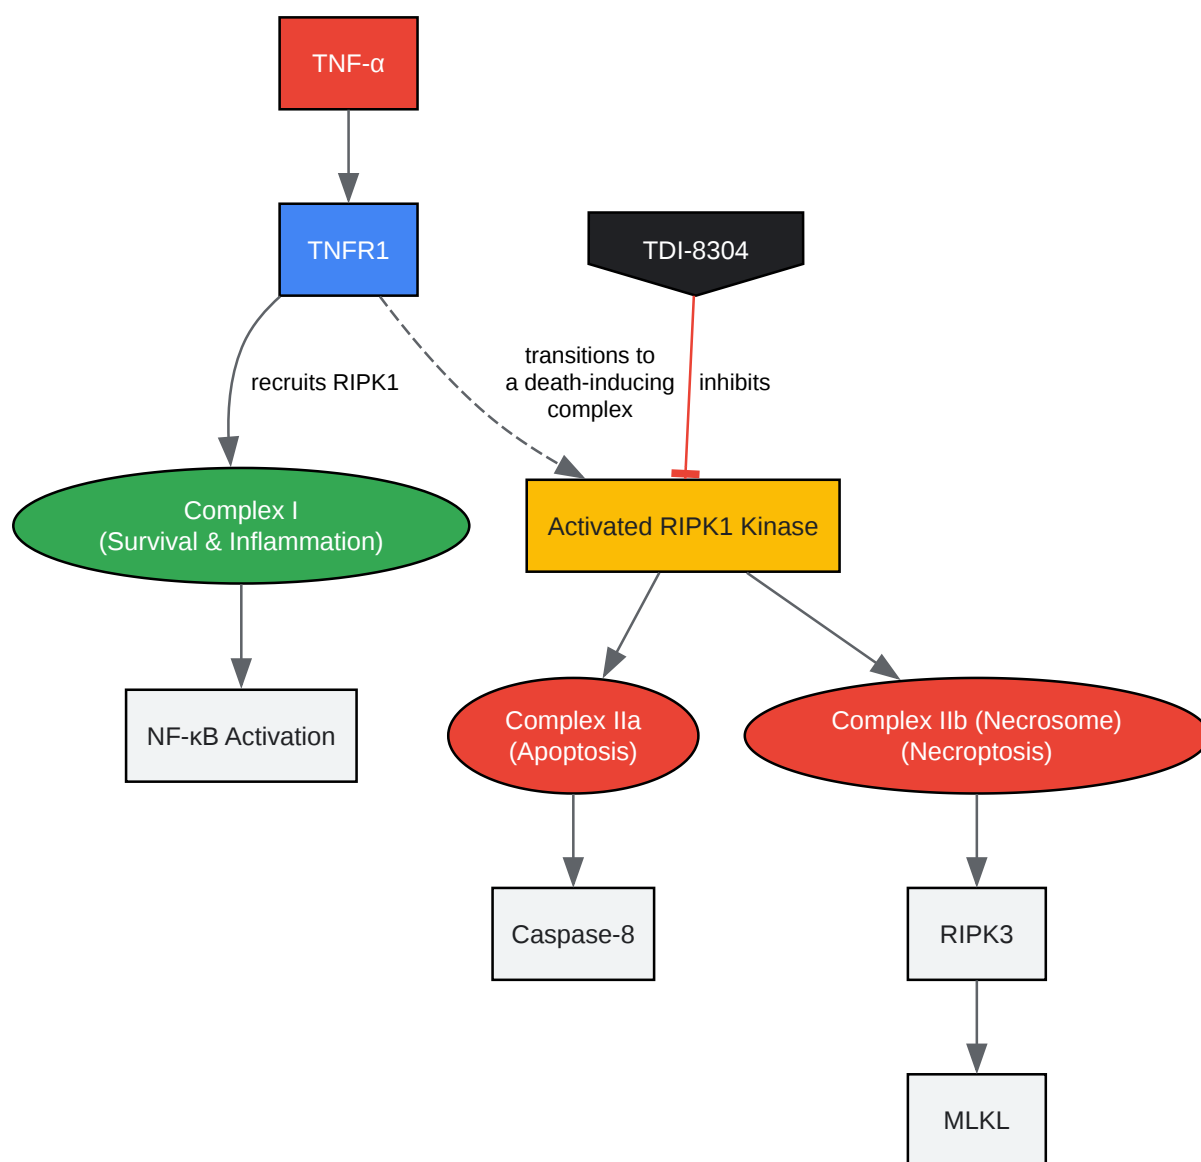 TNF-α
TNFR1
TDI-8304
recruits RIPK1
transitions to
a death-inducing
complex
inhibits
Complex I
(Survival & Inflammation)
Activated RIPK1 Kinase
NF-κB Activation
Complex IIa
(Apoptosis)
Complex IIb (Necrosome)
(Necroptosis)
Caspase-8
RIPK3
MLKL